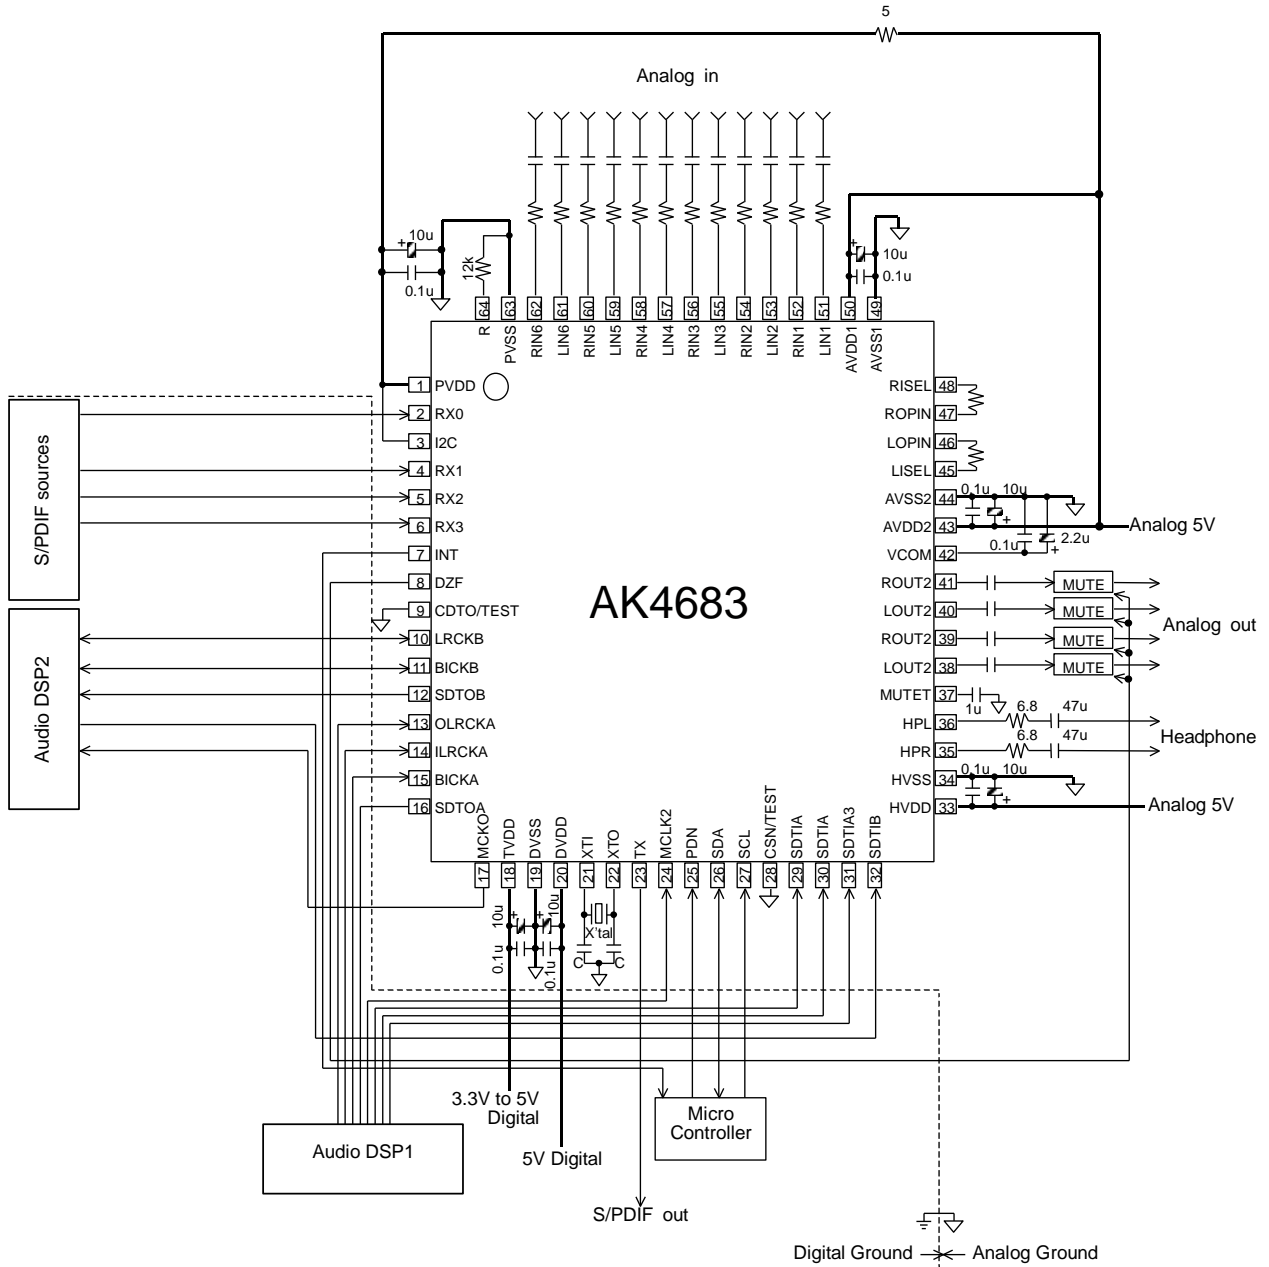 5
Analog in
10u
0.1u
12k
10u
0.1u
64
63
62
61
60
59
58
57
56
55
54
53
52
51
50
49
R
PVSS
RIN6
LIN6
RIN5
LIN5
RIN4
LIN4
RIN3
LIN3
RIN2
LIN2
RIN1
LIN1
AVDD1
AVSS1
S/PDIF sources
Audio DSP2
1 PVDD
2 RX0
3 I2C
4 RX1
5 RX2
6 RX3
7 INT
8 DZF
9 CDTO/TEST
10 LRCKB
11 BICKB
12 SDTOB
13 OLRCKA
14 ILRCKA
15 BICKA
16 SDTOA
AK4683
RISEL 48
ROPIN 47
LOPIN 46
LISEL 45
AVSS2 44
AVDD2 43
VCOM 42
ROUT2 41
LOUT2 40
ROUT2 39
LOUT2 38
MUTET 37
HPL 36
HPR 35
HVSS 34
HVDD 33
0.1u
10u
+
Analog 5V
0.1u
2.2u
+
MUTE
MUTE
MUTE
MUTE
Analog out
1u
6.8
47u
6.8
47u
Headphone
0.1u
10u
+
Analog 5V
MCKO
TVDD
DVSS
DVDD
XTI
XTO
TX
MCLK2
PDN
SDA
SCL
CSN/TEST
SDTIA
SDTIA
SDTIA3
SDTIB
17
18
19
20
21
22
23
24
25
26
27
28
29
30
31
32
10u
0.1u
10u
0.1u
X'tal
C
C
3.3V to 5V
Digital
5V Digital
Micro
Controller
Audio DSP1
S/PDIF out
Digital Ground
Analog Ground